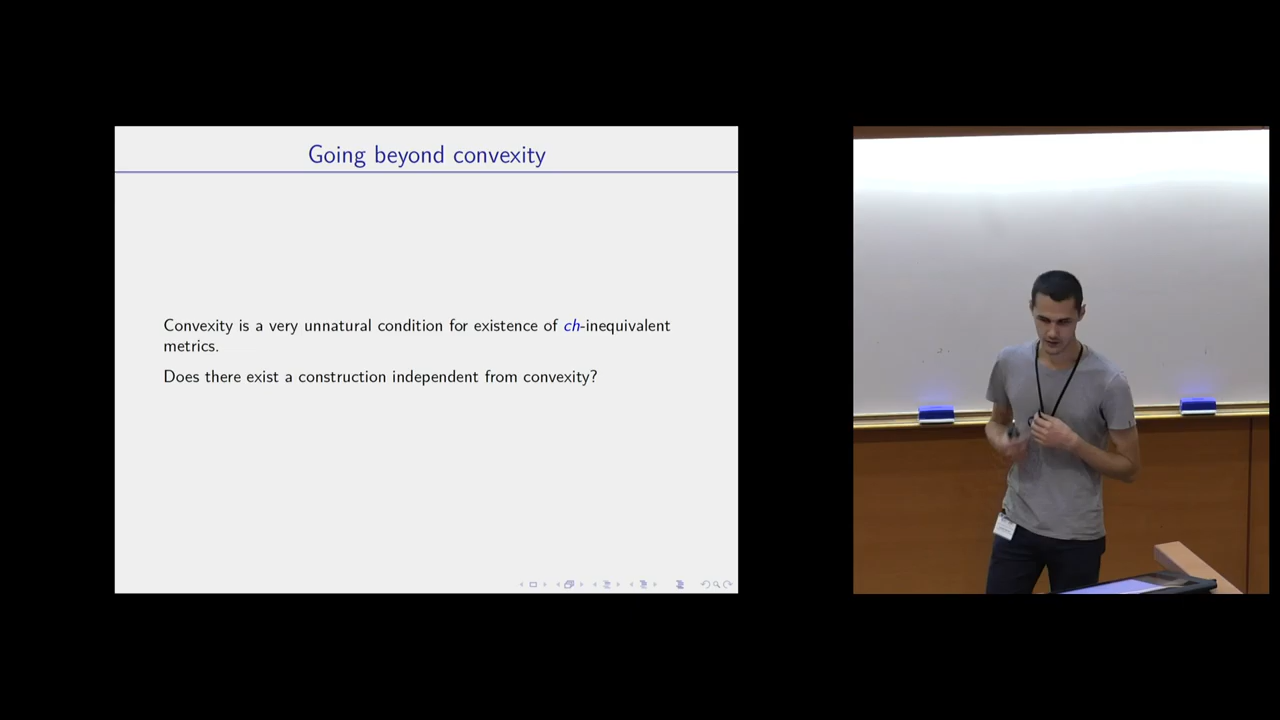 Going beyond convexity
Convexity is a very unnatural condition for existence of ch-inequivalent
metrics.
Does there exist a construction independent from convexity?